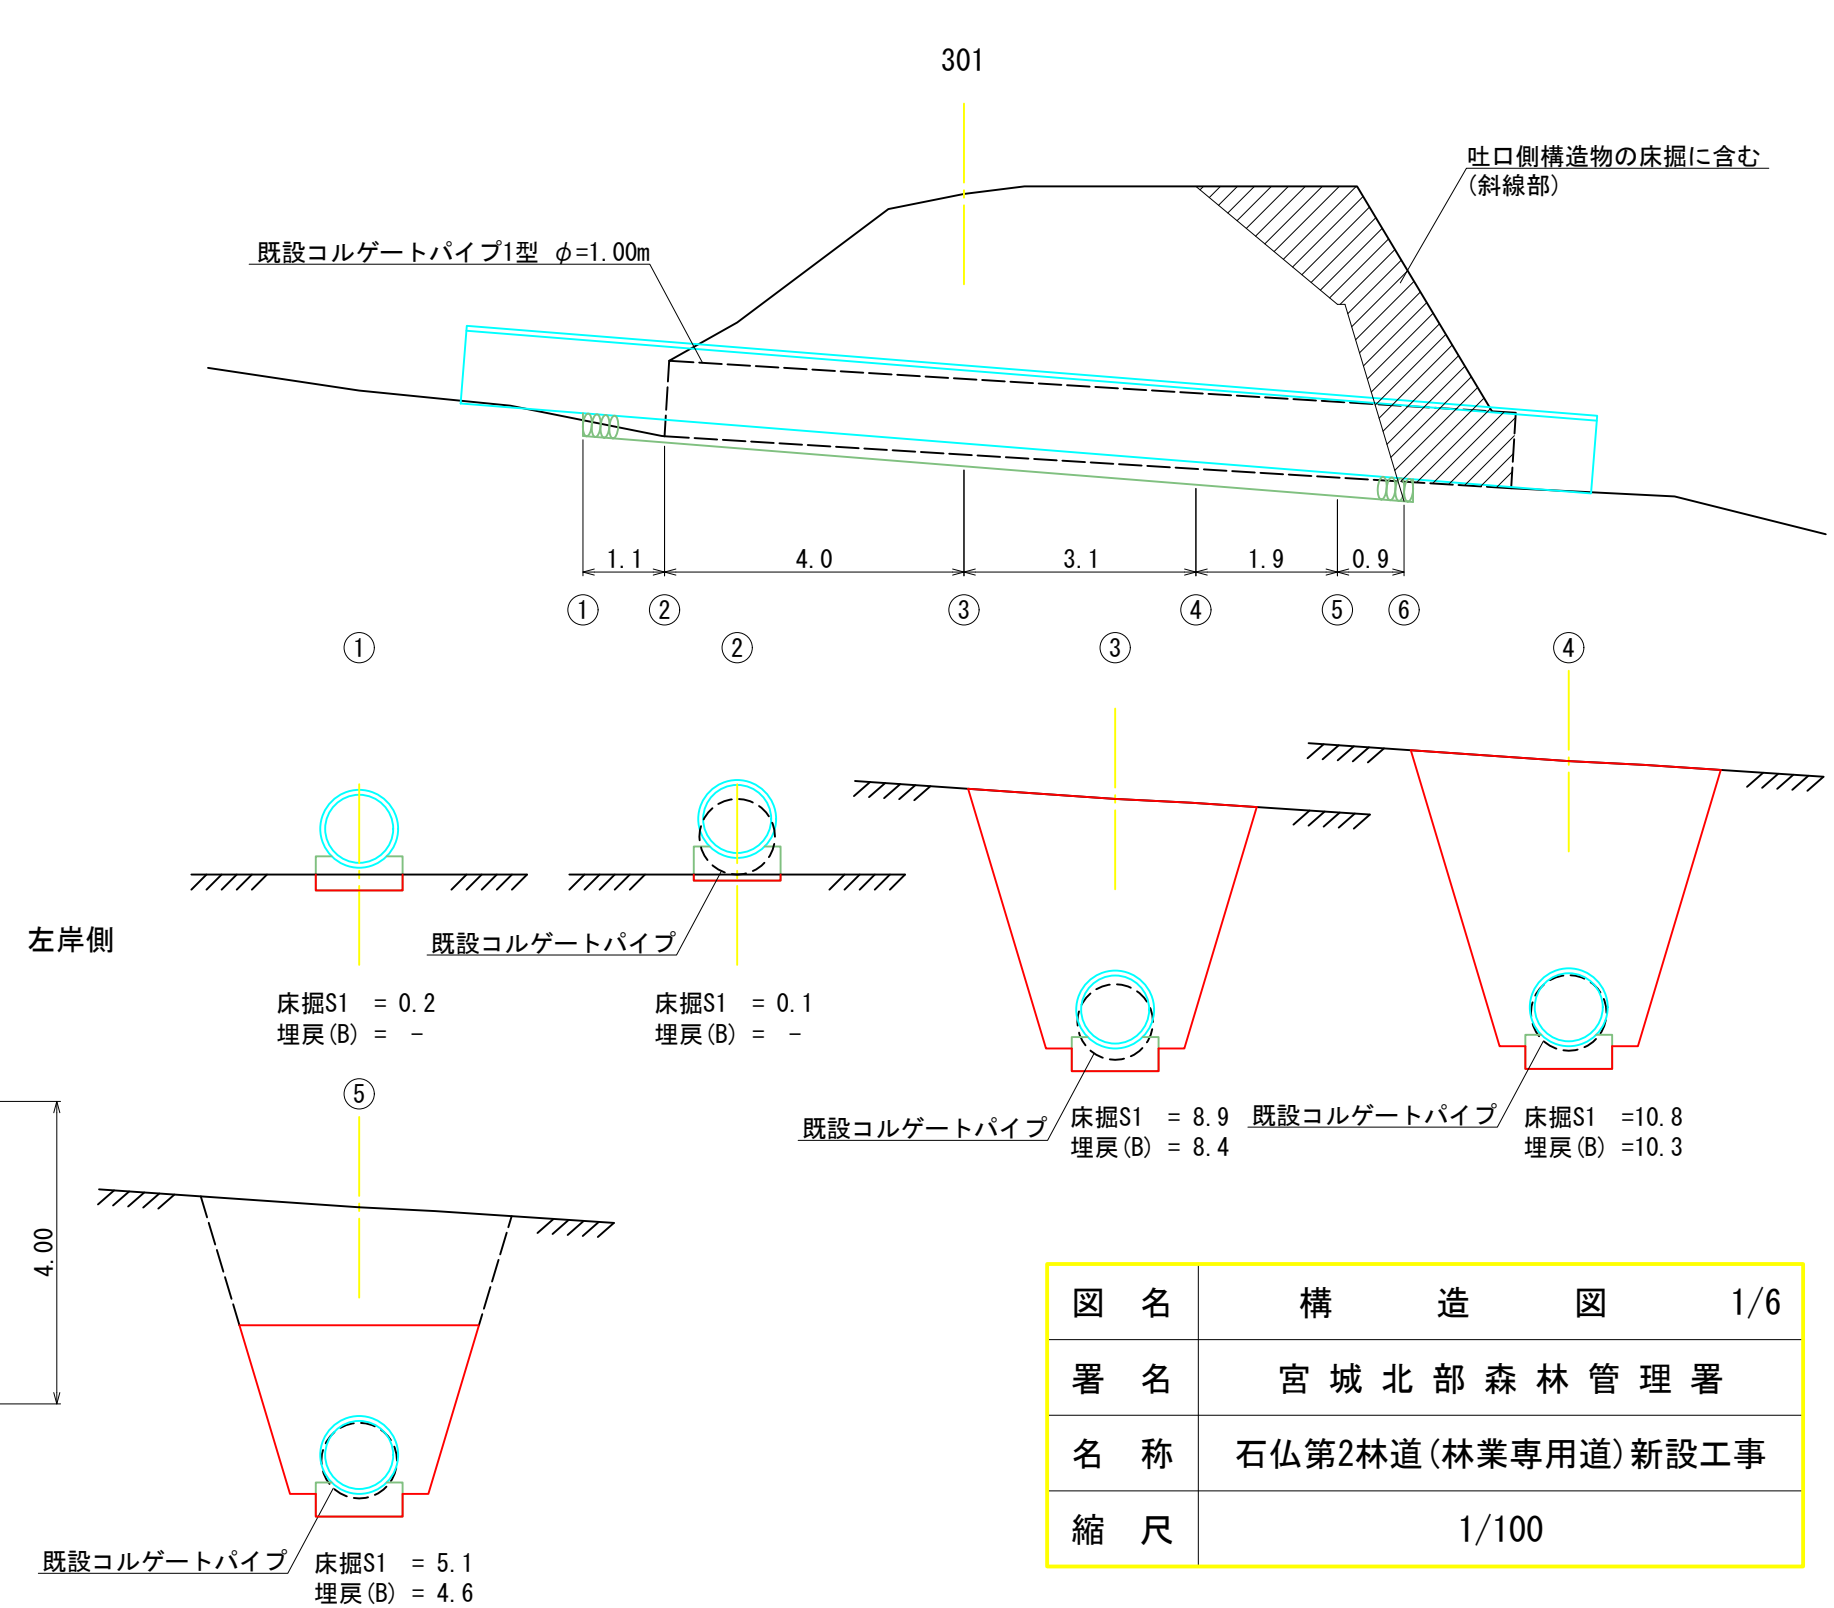 301
吐口側構造物の床掘に含む
(斜線部)
既設コルゲートパイプ1型 φ=1.00m
1.1 4.0 3.1 1.9 0.9
① ② ③ ④ ⑤ ⑥
① ② ③ ④
左岸側
既設コルゲートパイプ
床掘S1 = 0.2
埋戻(B) = -
床掘S1 = 0.1
埋戻(B) = -
既設コルゲートパイプ
床掘S1 = 8.9
埋戻(B) = 8.4
既設コルゲートパイプ
床掘S1 =10.8
埋戻(B) =10.3
⑤
4.00
既設コルゲートパイプ
床掘S1 = 5.1
埋戻(B) = 4.6
図名 構造図 1/6
署名 宮城北部森林管理署
名称 石仏第2林道(林業専用道)新設工事
縮尺 1/100